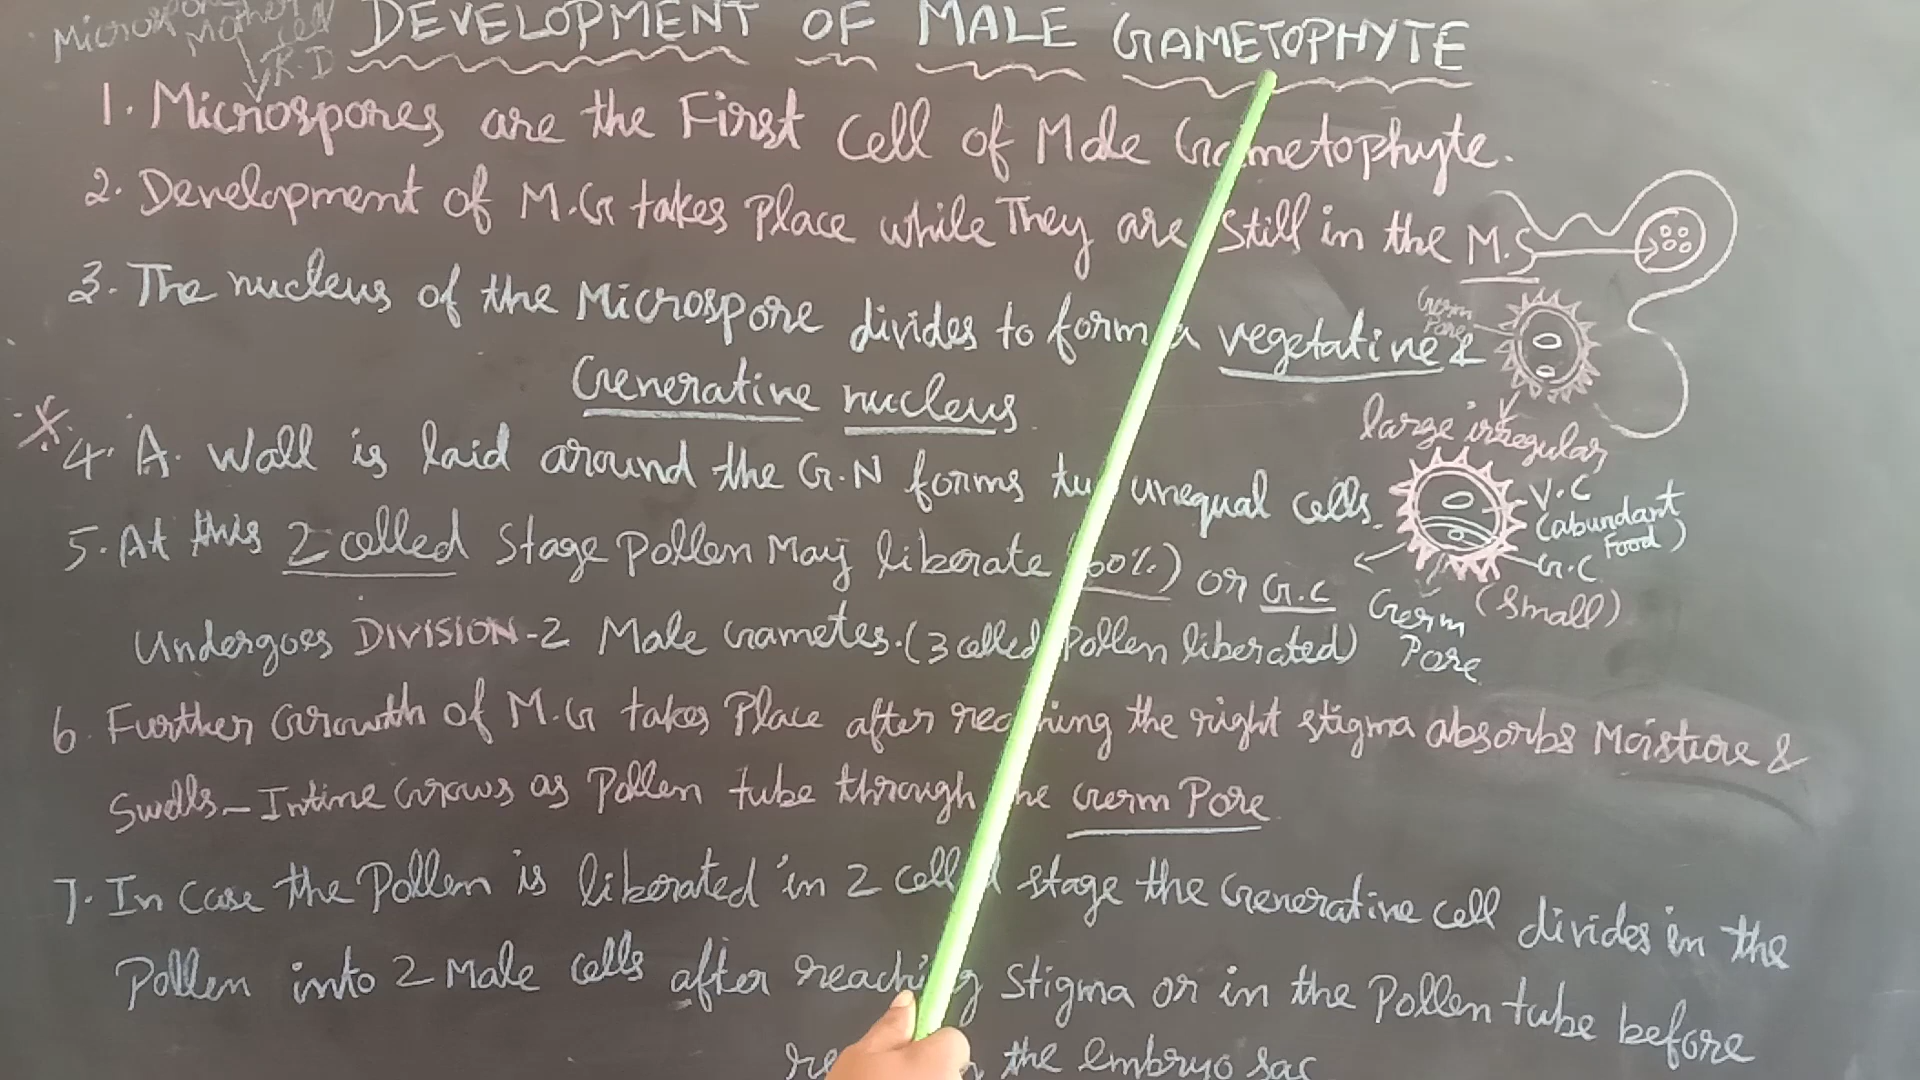 Microspore Mother cell
R.D
DEVELOPMENT OF MALE GAMETOPHYTE
1. Microspores are the First Cell of Male Gametophyte.
2. Development of M.G takes Place while They are still in the M.S
3. The nucleus of the Microspore divides to form a vegetative &
Generative nucleus.
Germ
Pore
4. A. Wall is laid around the G.N forms unequal cells.
large irregular
V.C
(abundant
Food)
G.C
(small)
Germ
Pore
5. At this 2 celled stage pollen May liberate 60%) or G.C
Undergoes DIVISION-2 Male Gametes. (3 celled Pollen liberated)
6. Further Growth of M.G takes Place after reaching the right stigma absorbs Moisture &
Swells - Intine Grows as Pollen tube through the Germ Pore
7. In case the Pollen is liberated in 2 celled stage the Generative cell divides in the
Pollen into 2 Male cells after reaching Stigma or in the Pollen tube before
the embryo sac